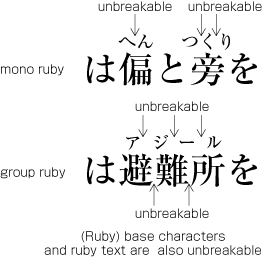 unbreakable unbreakable
へん つくり
mono ruby は偏と旁を
unbreakable
アジール
group ruby は避難所を
unbreakable
(Ruby) base characters
and ruby text are also unbreakable